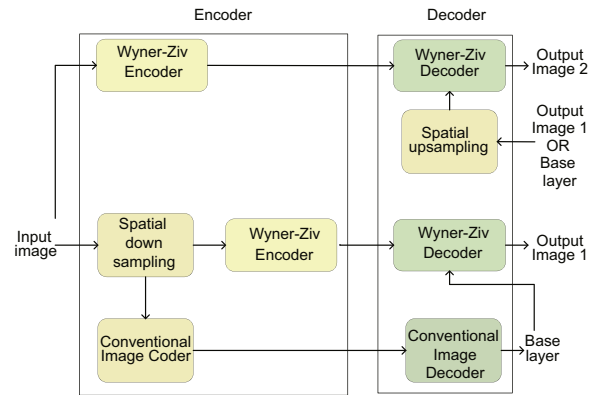 Encoder
Decoder
Wyner-Ziv
Encoder
Wyner-Ziv
Decoder
Output
Image 2
Spatial
upsampling
Output
Image 1
OR
Base
layer
Input
image
Spatial
down
sampling
Wyner-Ziv
Encoder
Wyner-Ziv
Decoder
Output
Image 1
Conventional
Image Coder
Conventional
Image
Decoder
Base
layer